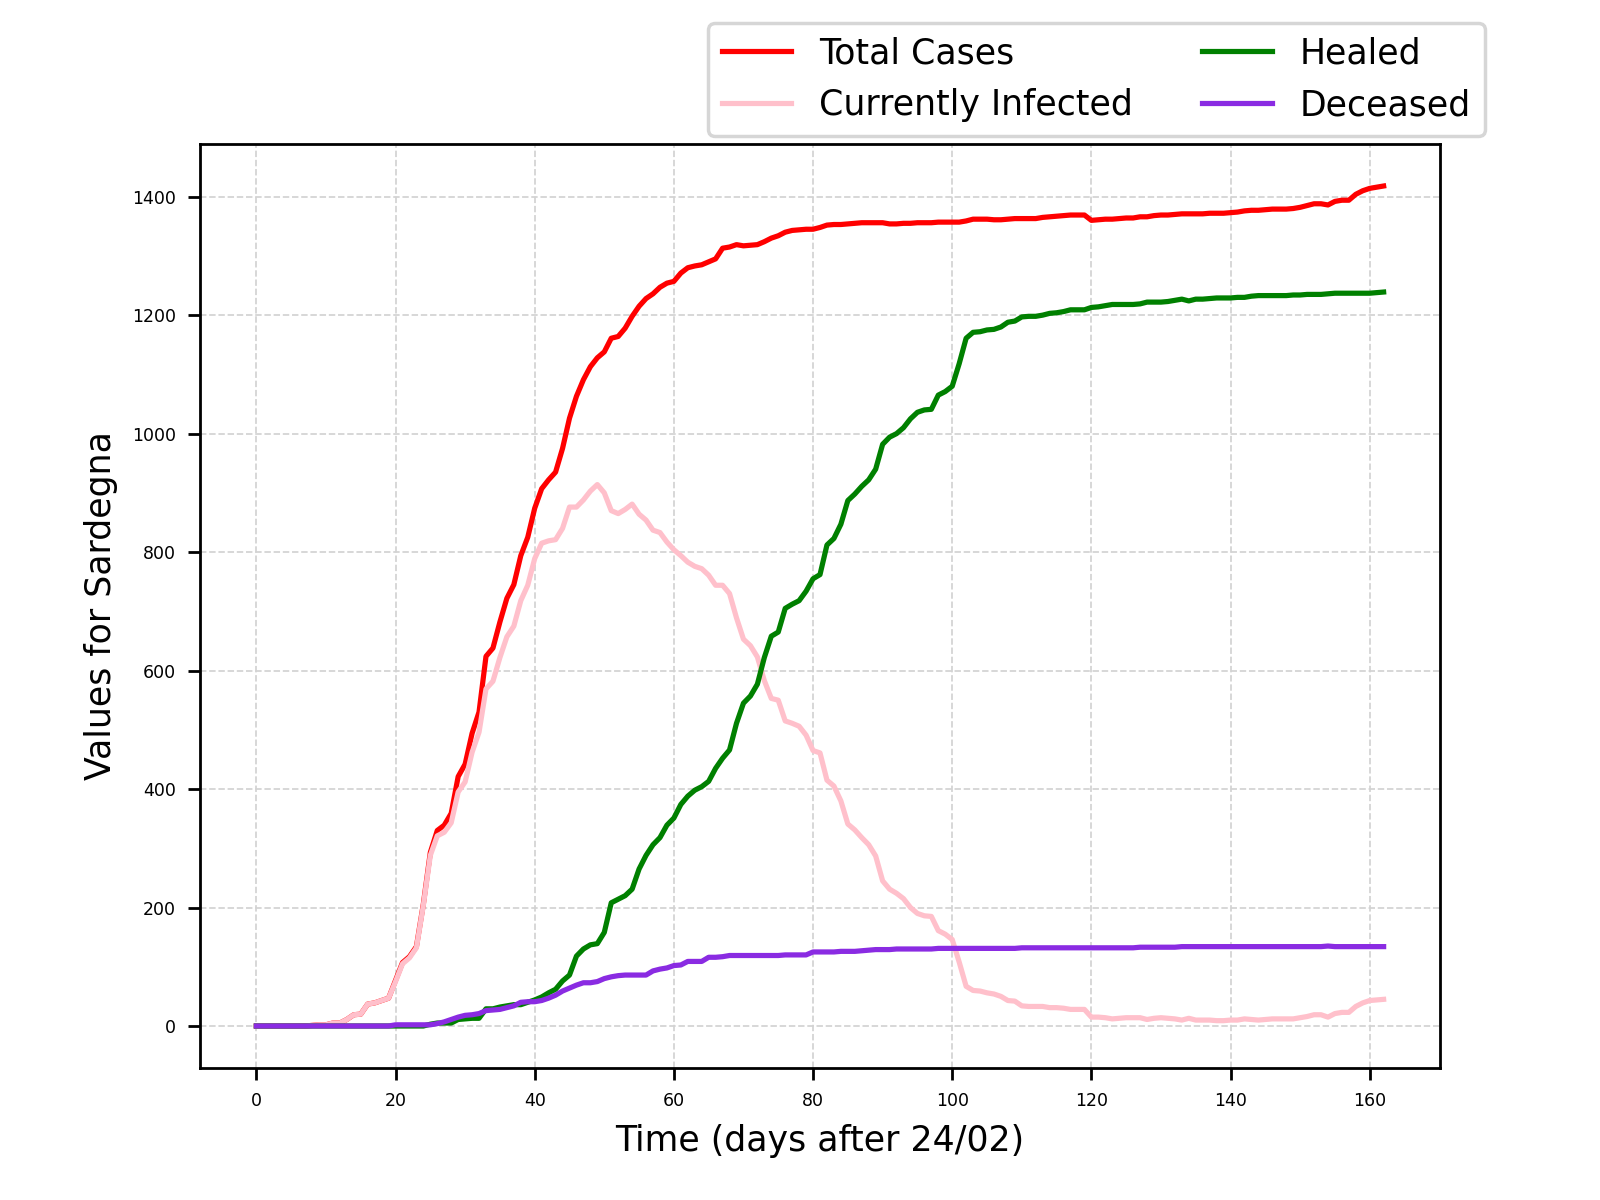 Total Cases
Currently Infected
Healed
Deceased
Values for Sardegna
1400
1200
1000
800
600
400
200
0
0 20 40 60 80 100 120 140 160
Time (days after 24/02)